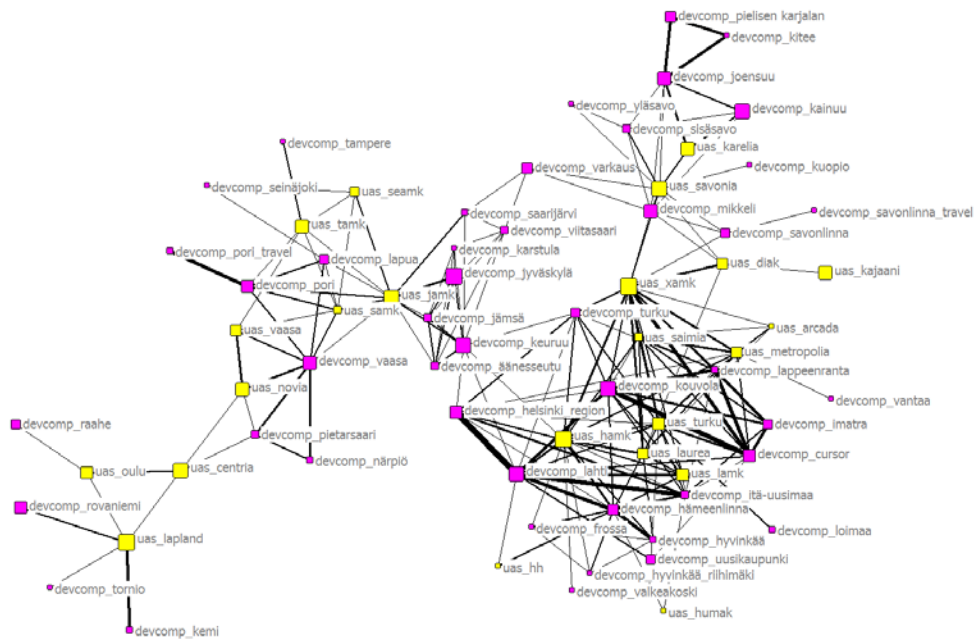 devcomp_pielisen karjalan
devcomp_kitee
devcomp_joensuu
devcomp_yläsavo
devcomp_kainuu
devcomp_sisäsavo
devcomp_tampere
uas_karelia
devcomp_varkaus
devcomp_kuopio
devcomp_seinäjoki
uas_seamk
uas_savonia
devcomp_saarijärvi
devcomp_mikkeli
devcomp_savonlinna_travel
uas_tamk
devcomp_viitasaari
devcomp_savonlinna
devcomp_pori_travel
devcomp_karstula
devcomp_lapua
uas_diak
devcomp_jyväskylä
uas_kajaani
devcomp_pori
uas_xamk
uas_jamk
uas_samk
devcomp_jämsä
devcomp_turku
uas_arcada
uas_vaasa
uas_saimia
devcomp_keuruu
uas_metropolia
devcomp_vaasa
devcomp_äänesseutu
devcomp_lappeenranta
uas_novia
devcomp_kouvola
devcomp_vantaa
devcomp_helsinki_region
devcomp_raahe
uas_turku
devcomp_imatra
devcomp_pietarsaari
uas_hamk
uas_laurea
devcomp_cursor
devcomp_närpiö
uas_oulu
uas_centria
devcomp_lahti
uas_lamk
devcomp_itä-uusimaa
devcomp_rovaniemi
devcomp_hämeenlinna
devcomp_frossa
devcomp_loimaa
uas_lapland
devcomp_hyvinkää
devcomp_uusikaupunki
uas_hh
devcomp_hyvinkää_riihimäki
devcomp_tornio
devcomp_valkeakoski
uas_humak
devcomp_kemi